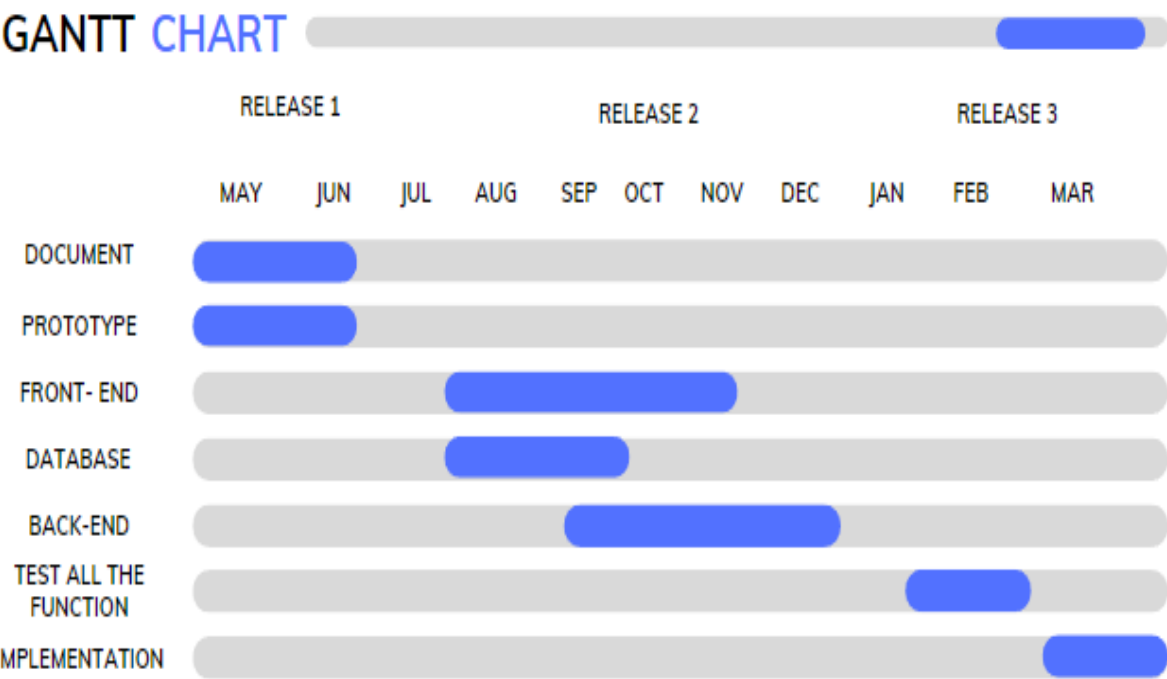 GANTT CHART
RELEASE 1 RELEASE 2 RELEASE 3
MAY JUN JUL AUG SEP OCT NOV DEC JAN FEB MAR
DOCUMENT
PROTOTYPE
FRONT- END
DATABASE
BACK-END
TEST ALL THE
FUNCTION
MPLEMENTATION